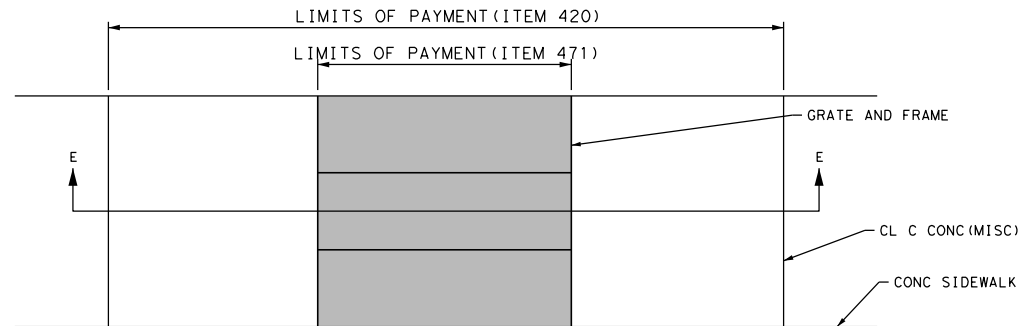 LIMITS OF PAYMENT(ITEM 420)
LIMITS OF PAYMENT(ITEM 471)
GRATE AND FRAME
E
E
CL C CONC(MISC)
CONC SIDEWALK